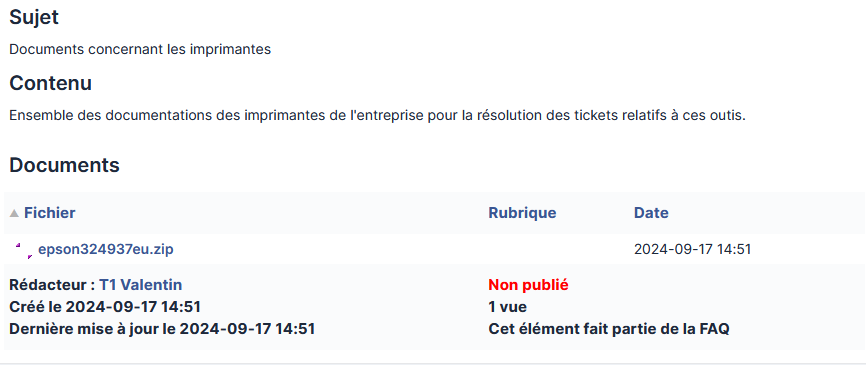 Sujet
Documents concernant les imprimantes
Contenu
Ensemble des documentations des imprimantes de l'entreprise pour la résolution des tickets relatifs à ces outis.
Documents
Fichier Rubrique Date
epson324937eu.zip 2024-09-17 14:51
Rédacteur : T1 Valentin Non publié
Créé le 2024-09-17 14:51 1 vue
Dernière mise à jour le 2024-09-17 14:51 Cet élément fait partie de la FAQ